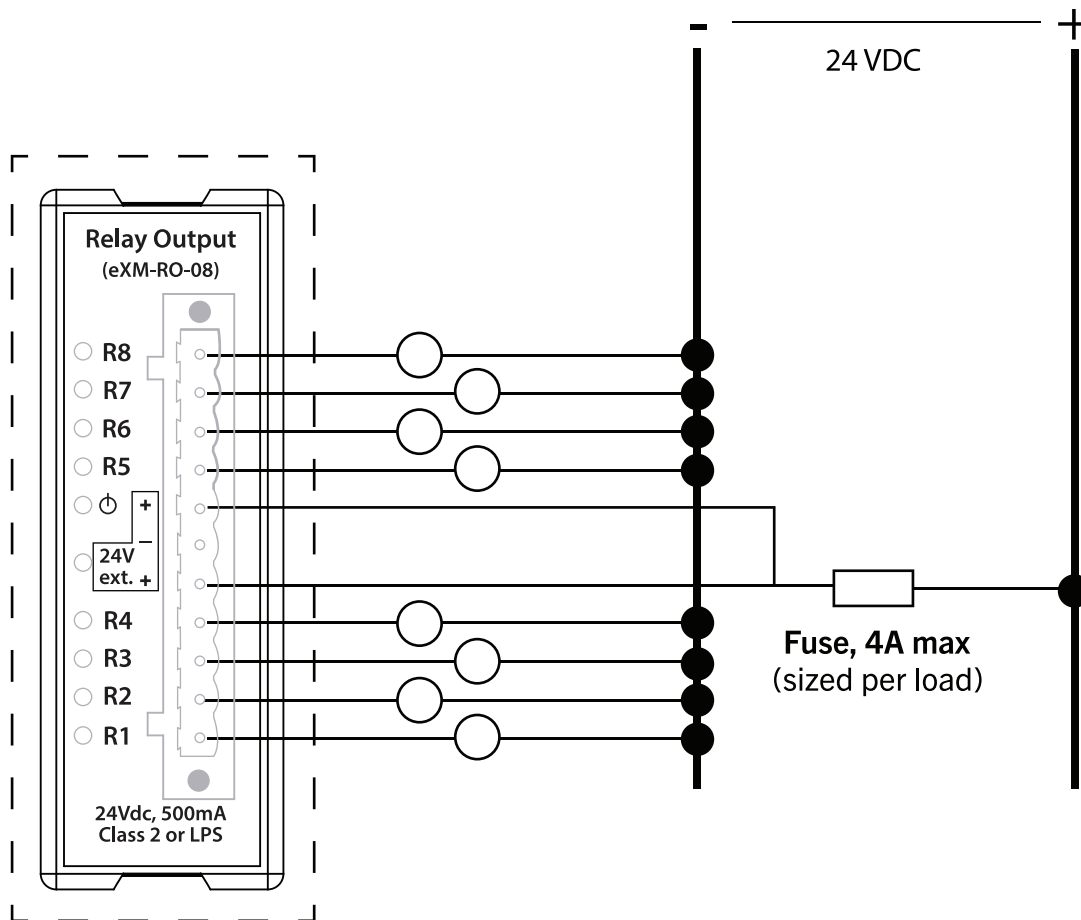 - +
24 VDC
Relay Output
(eXM-RO-08)
R8
R7
R6
R5
+
–
24V
ext. +
R4
R3
R2
R1
24Vdc, 500mA
Class 2 or LPS
Fuse, 4A max
(sized per load)